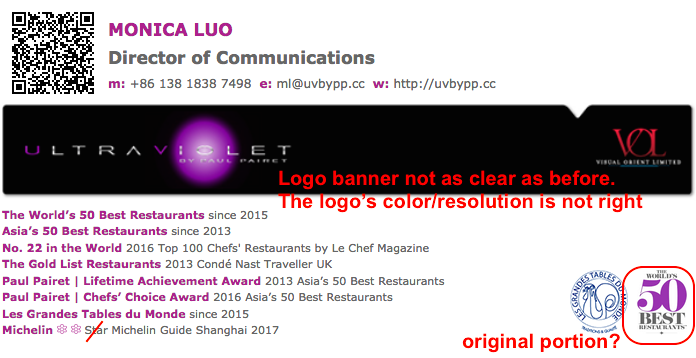 MONICA LUO
Director of Communications
m: +86 138 1838 7498 e: ml@uvbypp.cc w: http://uvbypp.cc
ULTRAVIOLET
BY PAUL PAIRET
VOL
VISUAL ORIENT LIMITED
Logo banner not as clear as before.
The logo’s color/resolution is not right
The World’s 50 Best Restaurants since 2015
Asia’s 50 Best Restaurants since 2013
No. 22 in the World 2016 Top 100 Chefs' Restaurants by Le Chef Magazine
The Gold List Restaurants 2013 Condé Nast Traveller UK
Paul Pairet | Lifetime Achievement Award 2013 Asia’s 50 Best Restaurants
Paul Pairet | Chefs’ Choice Award 2016 Asia’s 50 Best Restaurants
Les Grandes Tables du Monde since 2015
Michelin Star Michelin Guide Shanghai 2017
LES GRANDES TABLES DU MONDE
THE WORLD'S
50
BEST
RESTAURANTS
original portion?